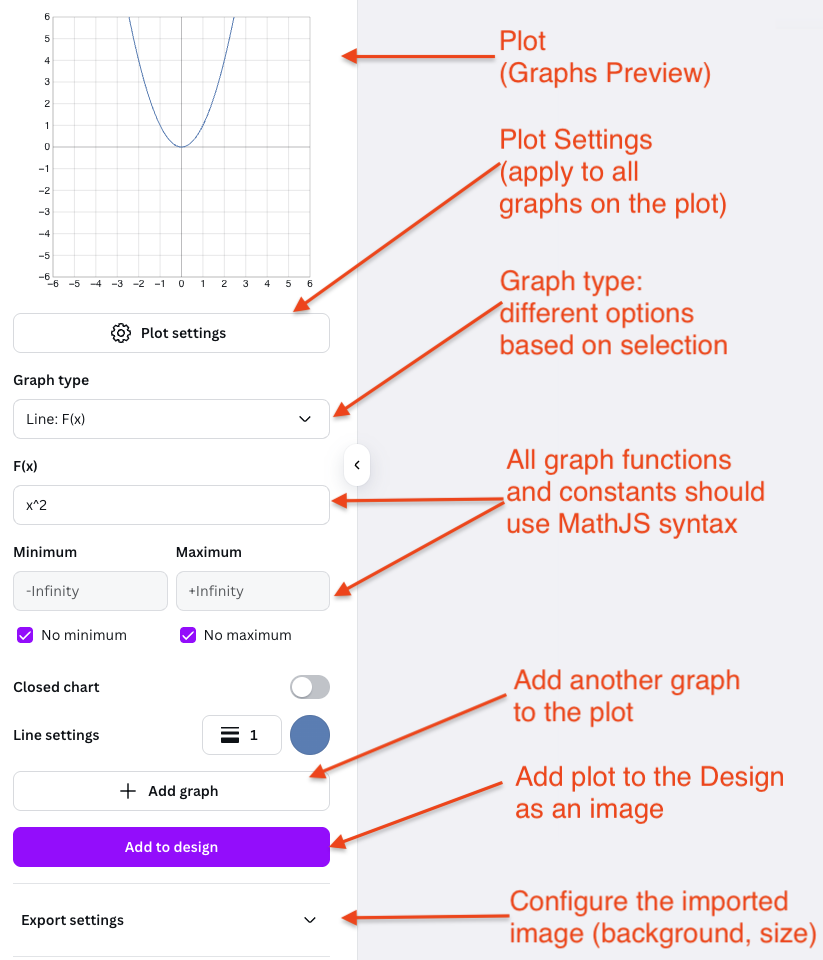 6
5
4
3
2
1
0
−1
−2
−3
−4
−5
−6
−6 −5 −4 −3 −2 −1 0 1 2 3 4 5 6
Plot
(Graphs Preview)
Plot Settings
(apply to all
graphs on the plot)
Plot settings
Graph type:
different options
based on selection
Graph type
Line: F(x)
F(x)
x^2
All graph functions
and constants should
use MathJS syntax
Minimum Maximum
-Infinity +Infinity
No minimum No maximum
Closed chart
Add another graph
to the plot
Line settings 1
Add graph
Add plot to the Design
as an image
Add to design
Export settings
Configure the imported
image (background, size)